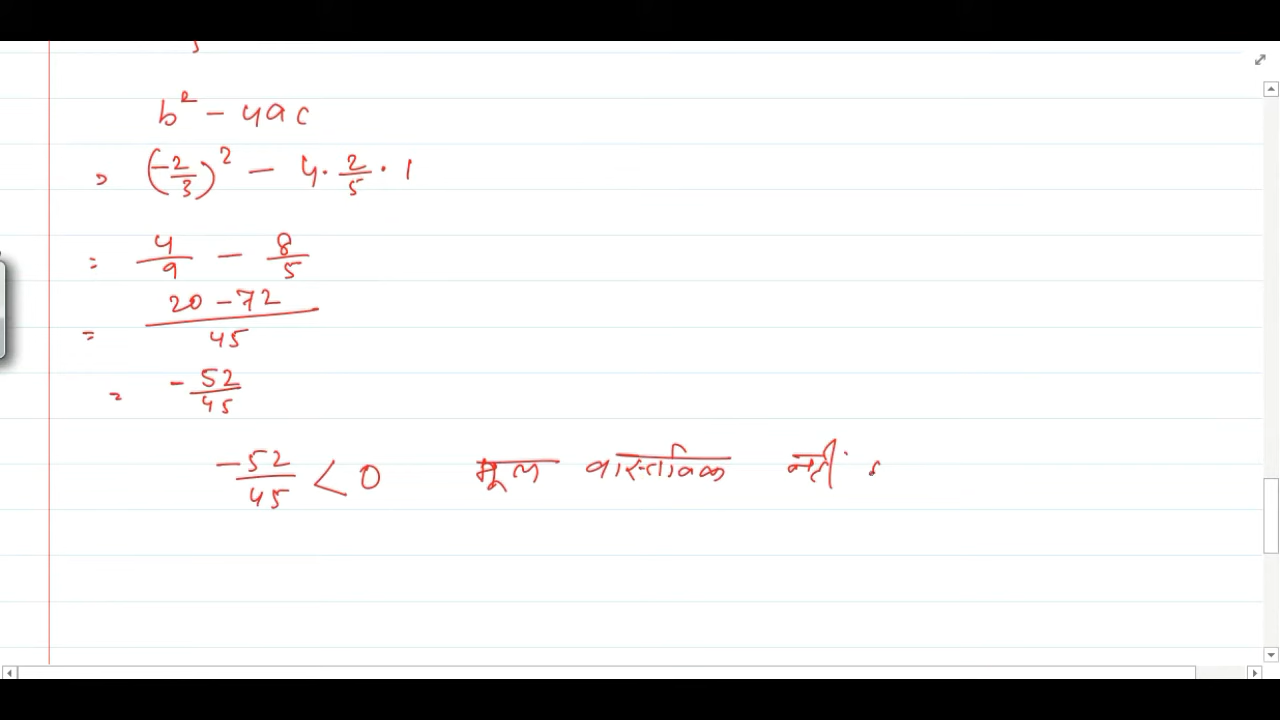 b² - 4ac
⇒ (-2/3)² - 4 · 2/5 · 1
= 4/9 - 8/5
= 20 - 72 / 45
= - 52/45
-52/45 < 0 मूल वास्तविक नहीं